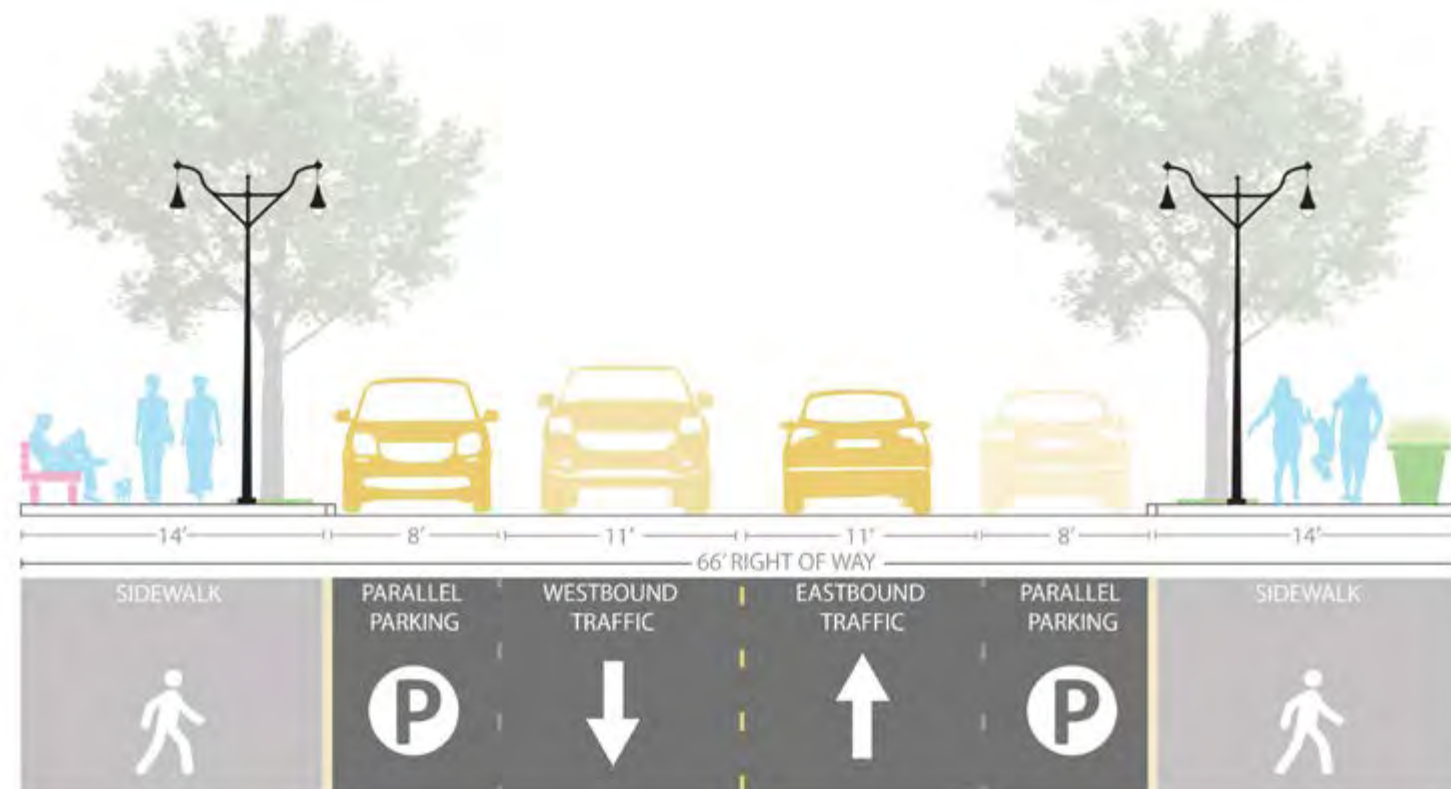 14'
8'
11'
11'
8'
14'
66' RIGHT OF WAY
SIDEWALK
PARALLEL
PARKING
WESTBOUND
TRAFFIC
EASTBOUND
TRAFFIC
PARALLEL
PARKING
SIDEWALK
P
P